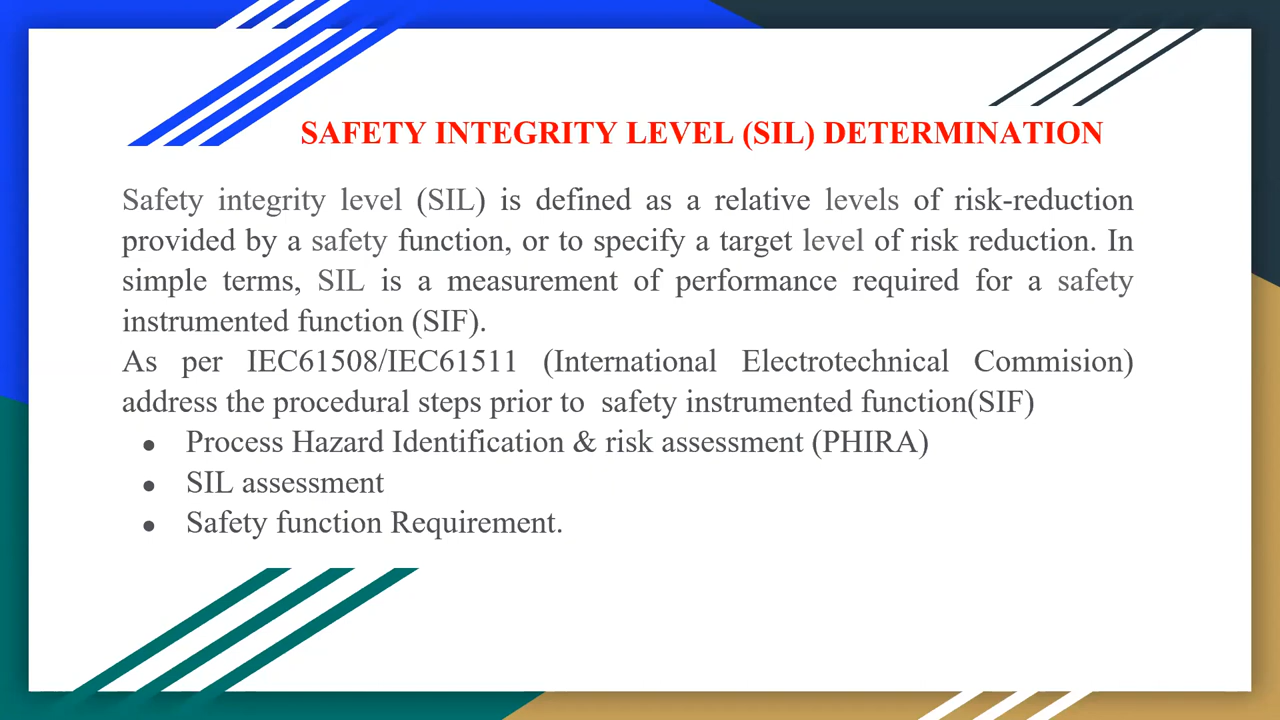 SAFETY INTEGRITY LEVEL (SIL) DETERMINATION
Safety integrity level (SIL) is defined as a relative levels of risk-reduction
provided by a safety function, or to specify a target level of risk reduction. In
simple terms, SIL is a measurement of performance required for a safety
instrumented function (SIF).
As per IEC61508/IEC61511 (International Electrotechnical Commision)
address the procedural steps prior to  safety instrumented function(SIF)
● Process Hazard Identification & risk assessment (PHIRA)
● SIL assessment
● Safety function Requirement.